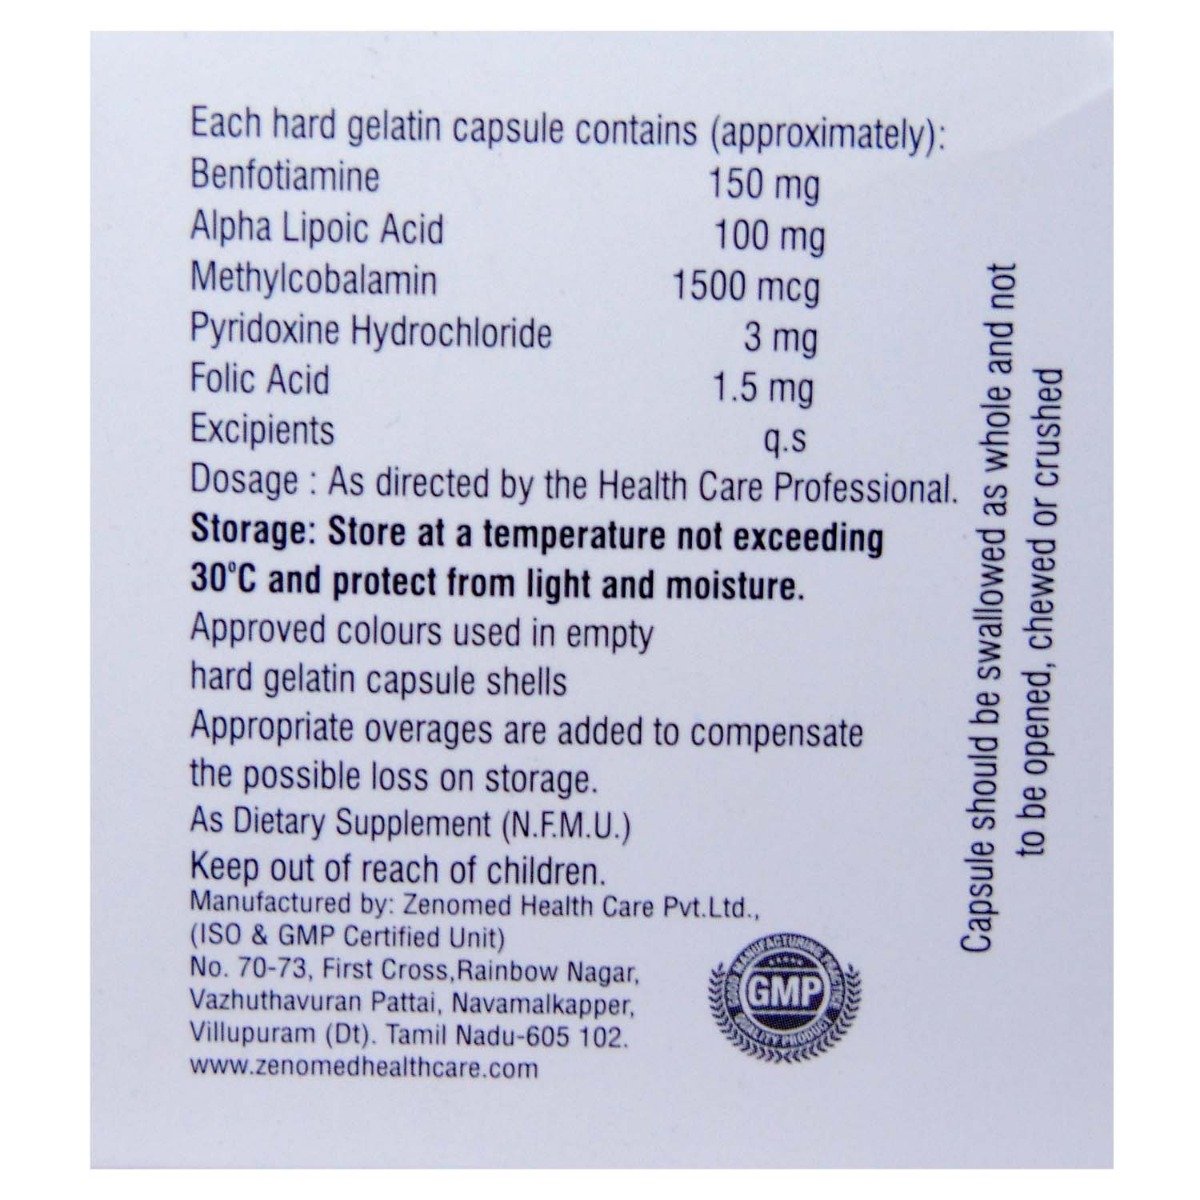 Each hard gelatin capsule contains (approximately):
Benfotiamine 150 mg
Alpha Lipoic Acid 100 mg
Methylcobalamin 1500 mcg
Pyridoxine Hydrochloride 3 mg
Folic Acid 1.5 mg
Excipients q.s
Dosage : As directed by the Health Care Professional.
Storage: Store at a temperature not exceeding
30°C and protect from light and moisture.
Approved colours used in empty
hard gelatin capsule shells
Appropriate overages are added to compensate
the possible loss on storage.
As Dietary Supplement (N.F.M.U.)
Keep out of reach of children.
Manufactured by: Zenomed Health Care Pvt.Ltd.,
(ISO & GMP Certified Unit)
No. 70-73, First Cross,Rainbow Nagar,
Vazhuthavuran Pattai, Navamalkapper,
Villupuram (Dt). Tamil Nadu-605 102.
www.zenomedhealthcare.com
GOOD MANUFACTURING PRACTICE
GMP
QUALITY PRODUCT
Capsule should be swallowed as whole and not
to be opened, chewed or crushed